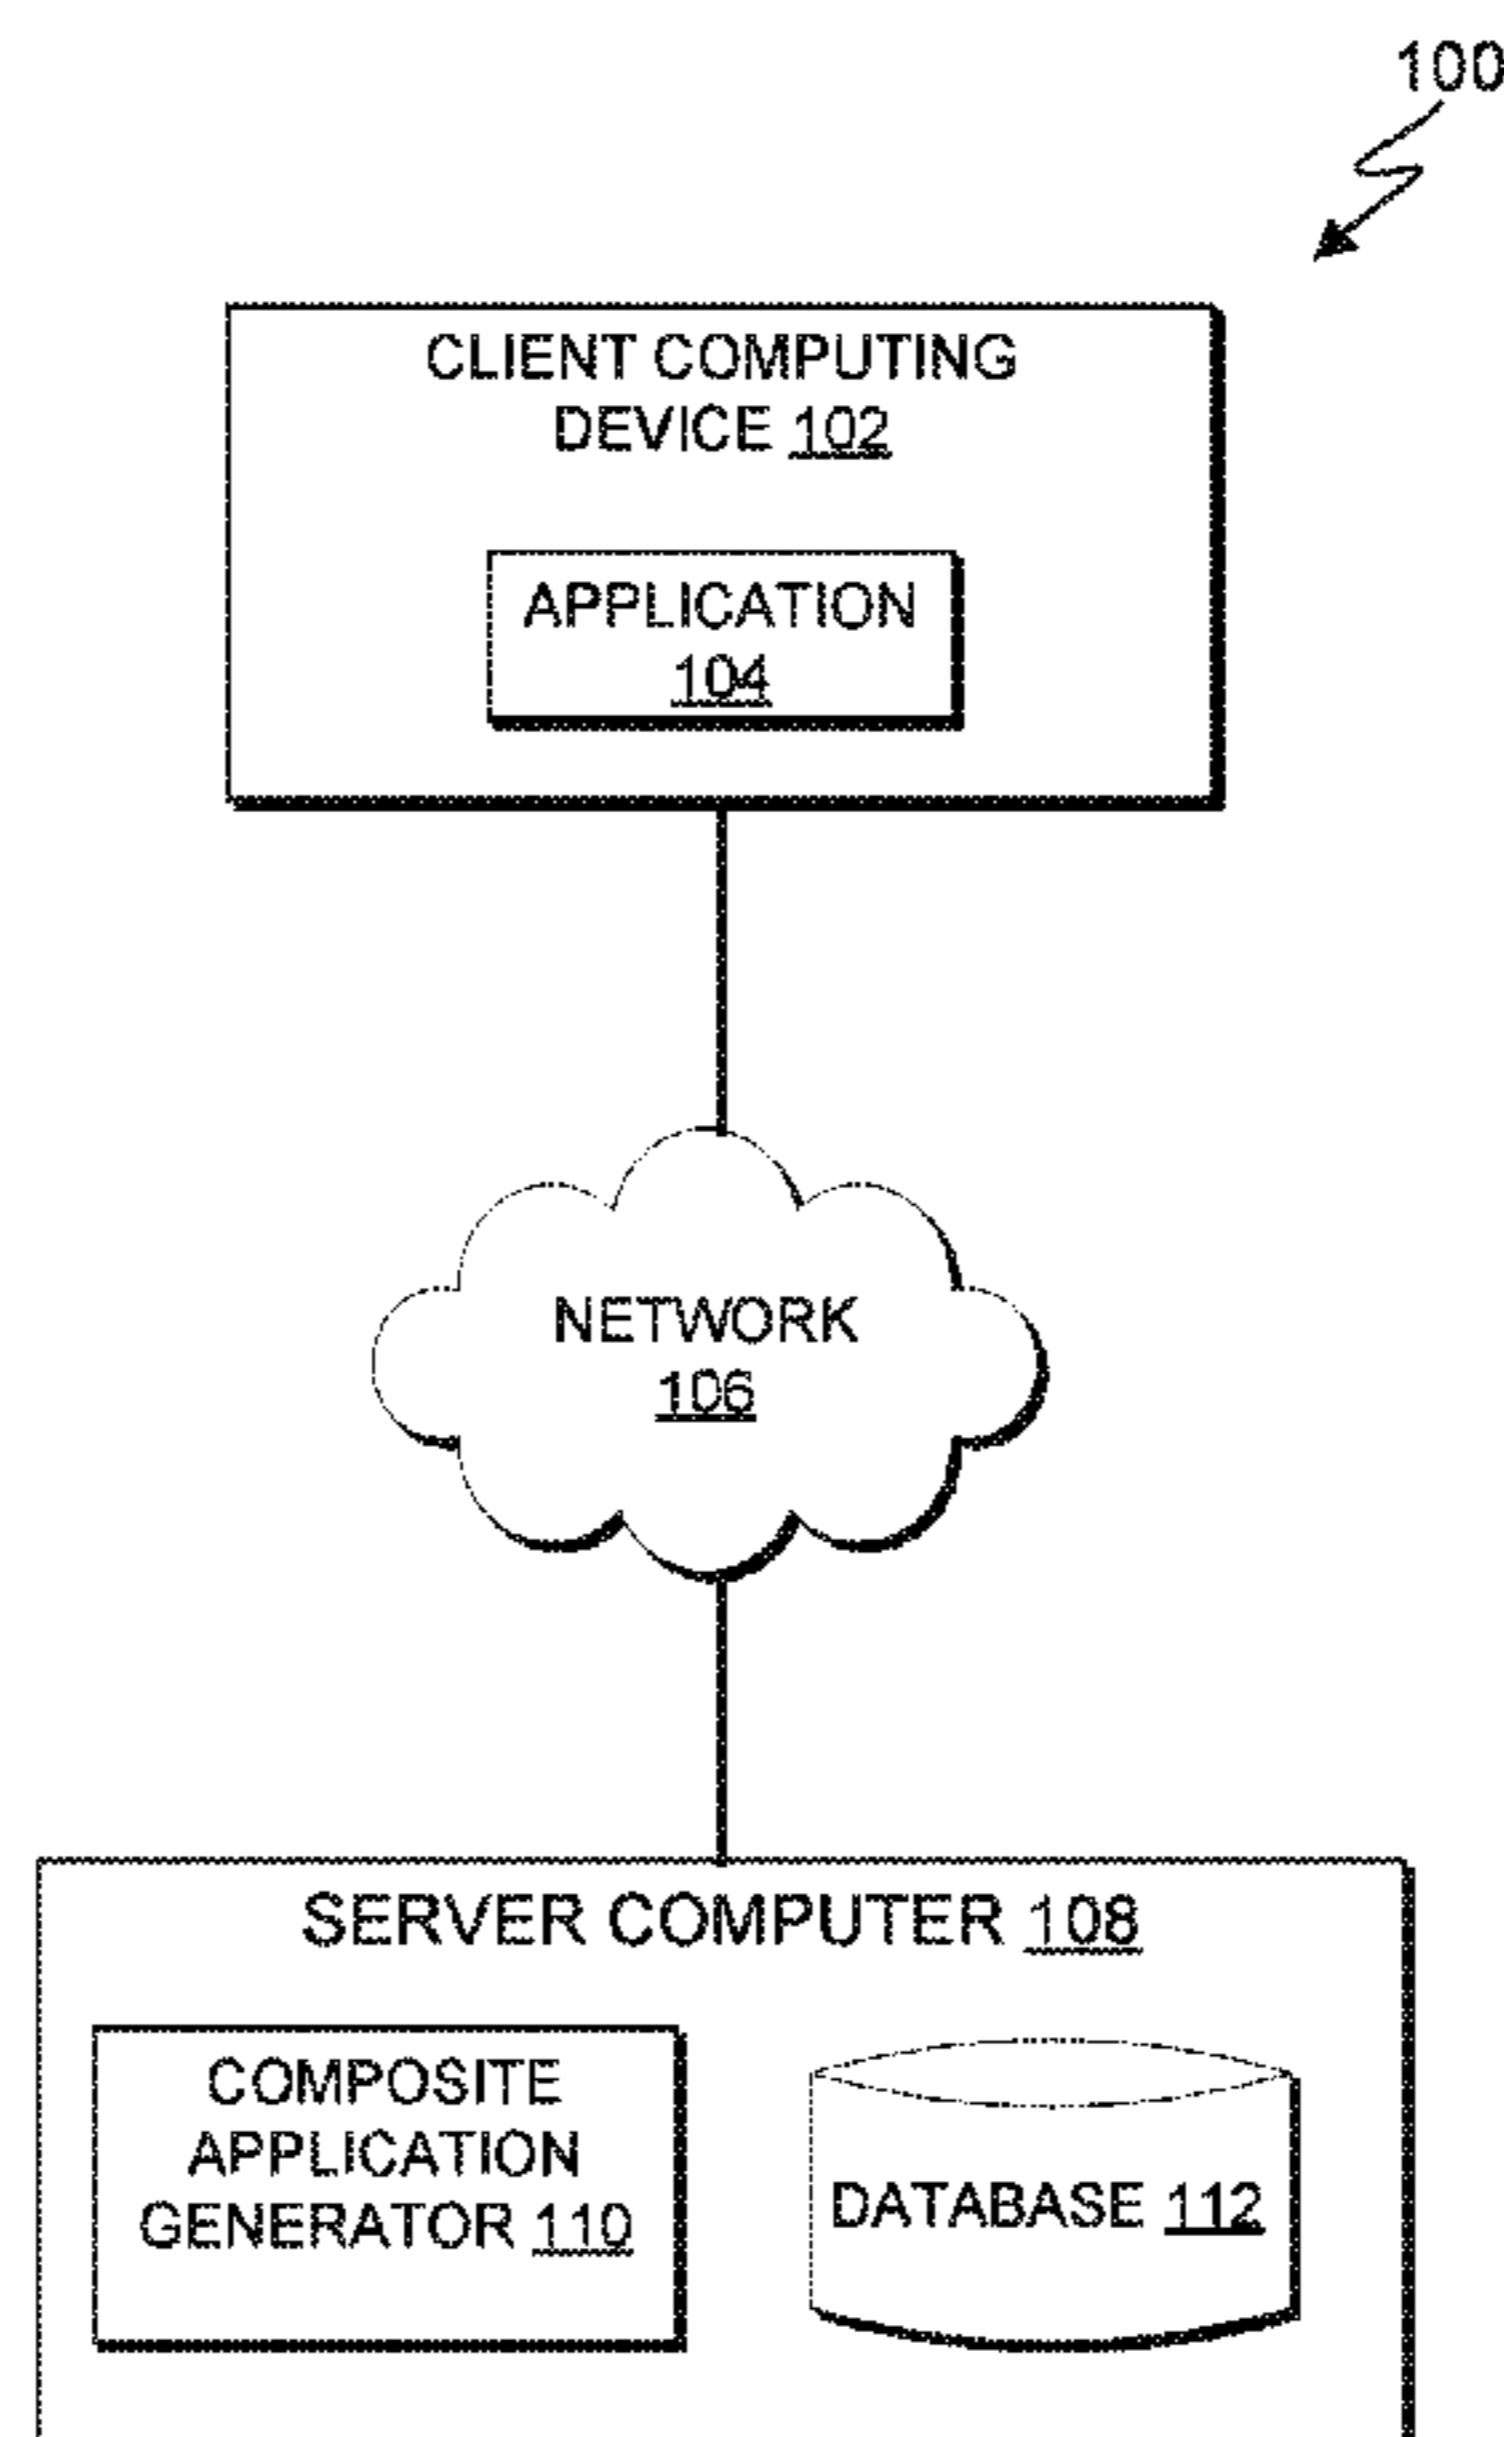 100
CLIENT COMPUTING
DEVICE 102
APPLICATION
104
NETWORK
106
SERVER COMPUTER 108
COMPOSITE
APPLICATION
GENERATOR 110
DATABASE 112